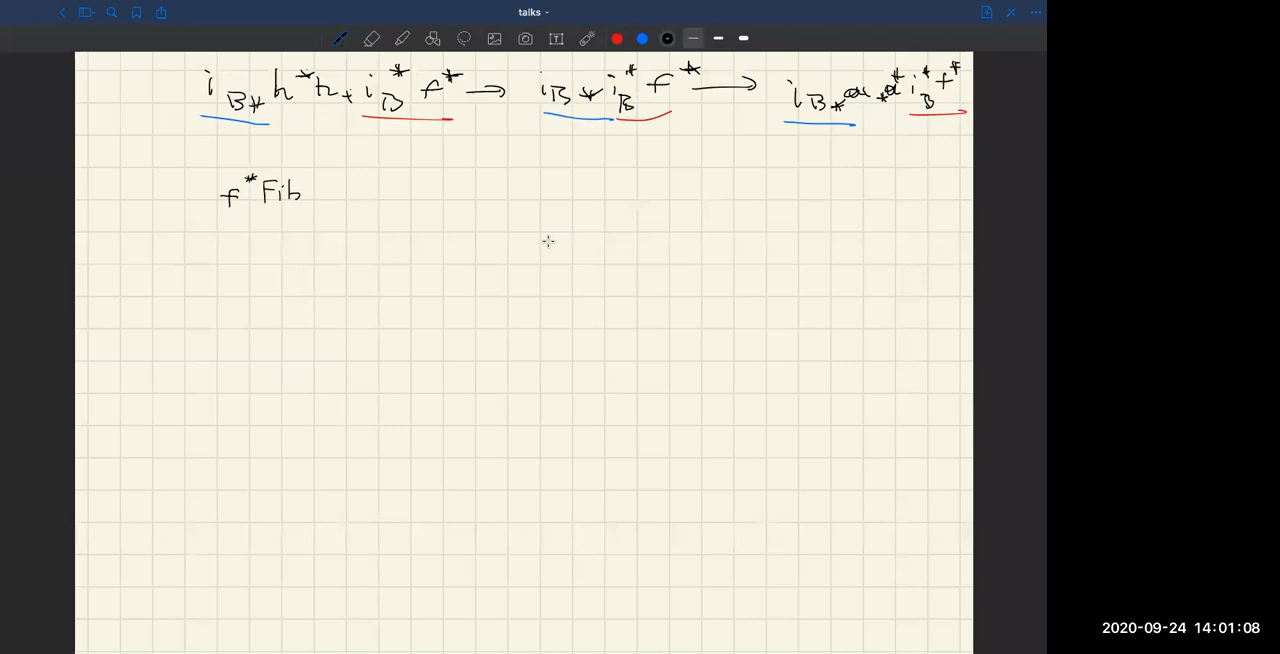 talks
i_{B*} h^* h_* i_B^* f^* → i_{B*} i_B^* f^* → i_{B*} α_* α^* i_B^* f^*
f^* Fib
2020-09-24 14:01:08